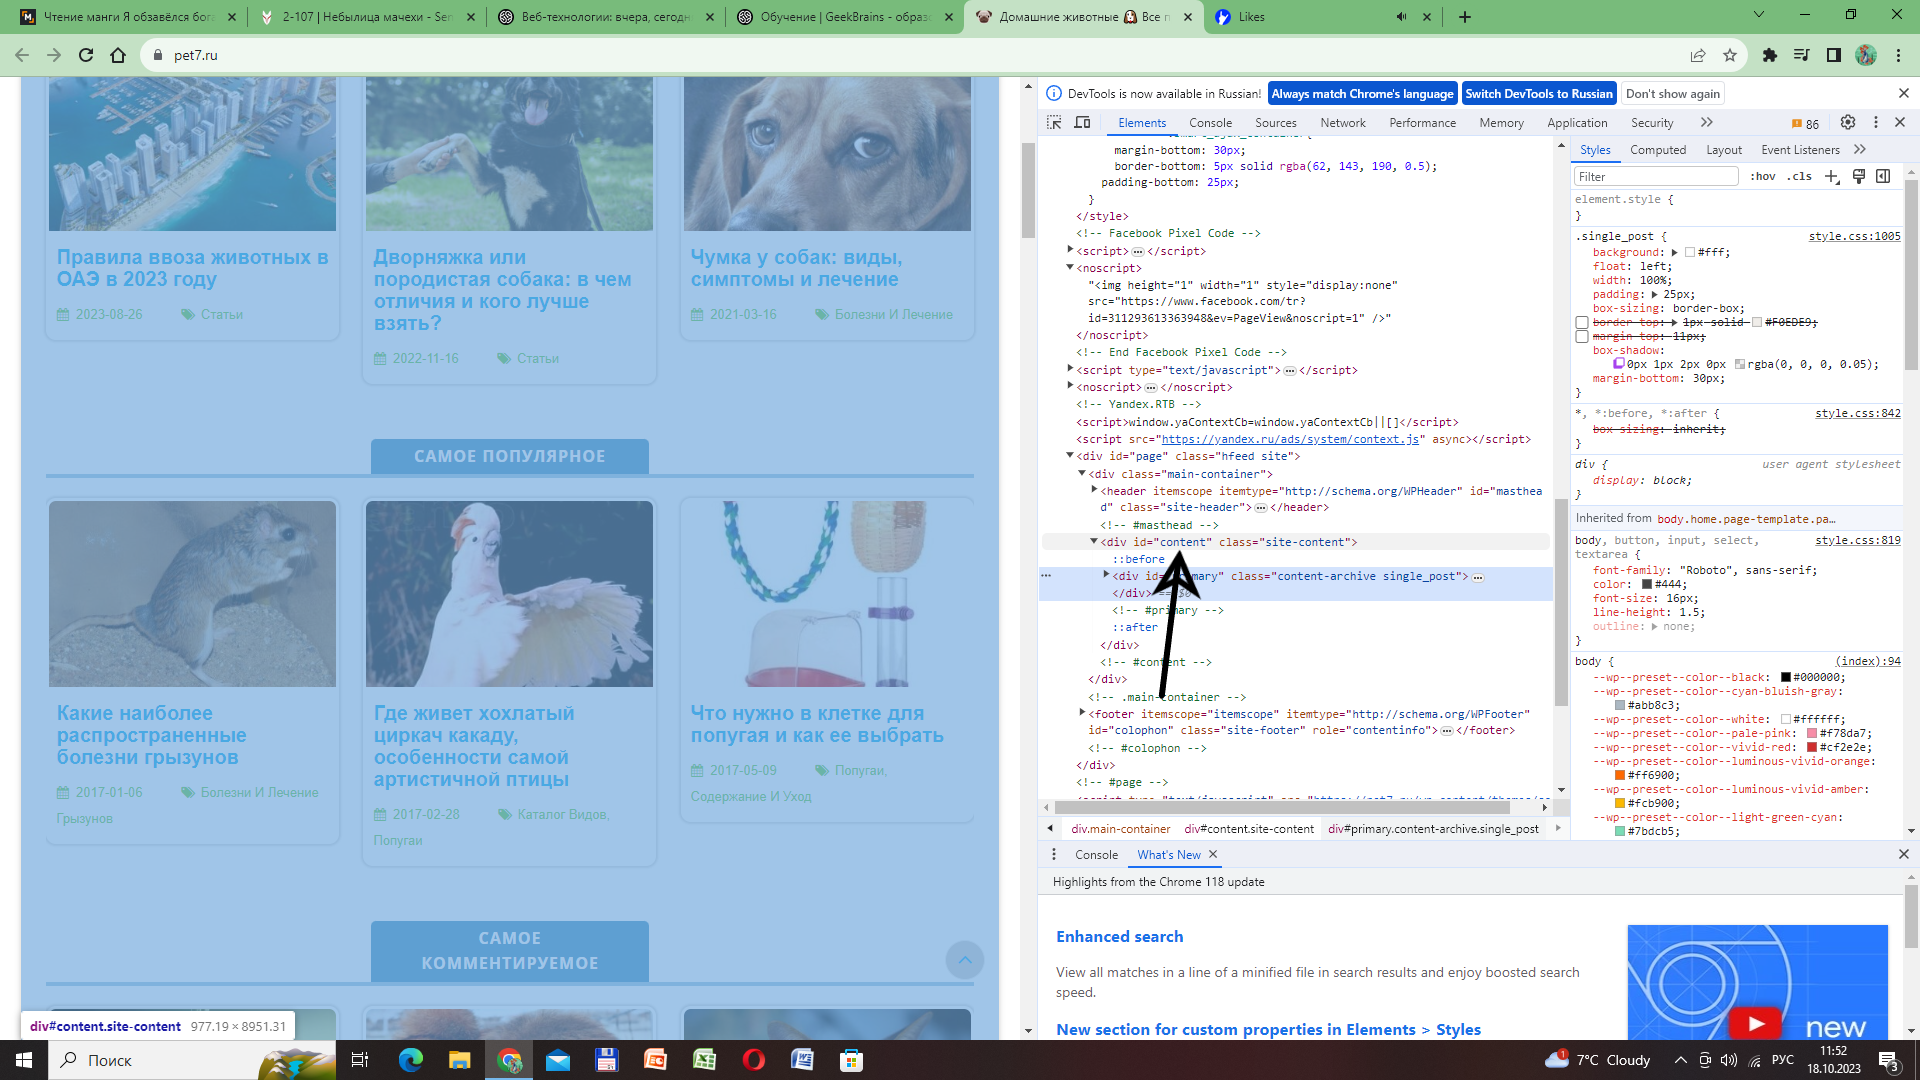 Чтение манги Я обзавёлся бога
2-107 | Небылица мачехи - Sen
Веб-технологии: вчера, сегодн
Обучение | GeekBrains - образо
Домашние животные Все п
Likes
pet7.ru
Правила ввоза животных в
ОАЭ в 2023 году
2023-08-26 Статьи
Дворняжка или
породистая собака: в чем
отличия и кого лучше
взять?
2022-11-16 Статьи
Чумка у собак: виды,
симптомы и лечение
2021-03-16 Болезни И Лечение
САМОЕ ПОПУЛЯРНОЕ
Какие наиболее
распространенные
болезни грызунов
2017-01-06 Болезни И Лечение
Грызунов
Где живет хохлатый
циркач какаду,
особенности самой
артистичной птицы
2017-02-28 Каталог Видов,
Попугаи
Что нужно в клетке для
попугая и как ее выбрать
2017-05-09 Попугаи,
Содержание И Уход
САМОЕ
КОММЕНТИРУЕМОЕ
div#content.site-content 977.19 × 8951.31
DevTools is now available in Russian! Always match Chrome's language Switch DevTools to Russian Don't show again
Elements Console Sources Network Performance Memory Application Security 86
margin-bottom: 30px;
border-bottom: 5px solid rgba(62, 143, 190, 0.5);
padding-bottom: 25px;
}
</style>
<!-- Facebook Pixel Code -->
<script>…</script>
<noscript>
"<img height="1" width="1" style="display:none"
src="https://www.facebook.com/tr?
id=311293613363948&ev=PageView&noscript=1" />"
</noscript>
<!-- End Facebook Pixel Code -->
<script type="text/javascript">…</script>
<noscript>…</noscript>
<!-- Yandex.RTB -->
<script>window.yaContextCb=window.yaContextCb||[]</script>
<script src="https://yandex.ru/ads/system/context.js" async></script>
<div id="page" class="hfeed site">
<div class="main-container">
<header itemscope itemtype="http://schema.org/WPHeader" id="masthea
d" class="site-header">…</header>
<!-- #masthead -->
<div id="content" class="site-content">
::before
<div id= mary" class="content-archive single_post">…
</div> == $0
<!-- #primary -->
::after
</div>
<!-- #content -->
</div>
<!-- .main-container -->
<footer itemscope="itemscope" itemtype="http://schema.org/WPFooter"
id="colophon" class="site-footer" role="contentinfo">…</footer>
<!-- #colophon -->
</div>
<!-- #page -->
div.main-container div#content.site-content div#primary.content-archive.single_post
Styles Computed Layout Event Listeners
Filter :hov .cls
element.style {
}
.single_post { style.css:1005
background: #fff;
float: left;
width: 100%;
padding: 25px;
box-sizing: border-box;
border-top: 1px solid #F0EDE9;
margin-top: 11px;
box-shadow:
0px 1px 2px 0px rgba(0, 0, 0, 0.05);
margin-bottom: 30px;
}
*, *:before, *:after { style.css:842
box-sizing: inherit;
}
div { user agent stylesheet
display: block;
}
Inherited from body.home.page-template.pa…
body, button, input, select, style.css:819
textarea {
font-family: "Roboto", sans-serif;
color: #444;
font-size: 16px;
line-height: 1.5;
outline: none;
}
body { (index):94
--wp--preset--color--black: #000000;
--wp--preset--color--cyan-bluish-gray:
#abb8c3;
--wp--preset--color--white: #ffffff;
--wp--preset--color--pale-pink: #f78da7;
--wp--preset--color--vivid-red: #cf2e2e;
--wp--preset--color--luminous-vivid-orange:
#ff6900;
--wp--preset--color--luminous-vivid-amber:
#fcb900;
--wp--preset--color--light-green-cyan:
#7bdcb5;
Console What's New
Highlights from the Chrome 118 update
Enhanced search
View all matches in a line of a minified file in search results and enjoy boosted search
speed.
New section for custom properties in Elements > Styles
new
Поиск
1 7°C Cloudy РУС 11:52
18.10.2023 3